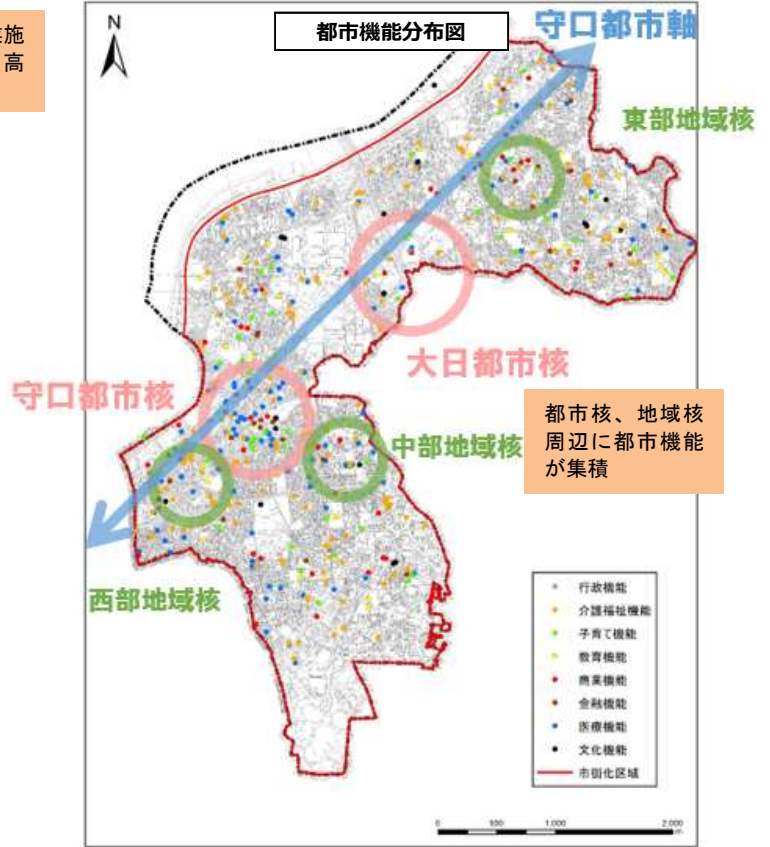 施
高
N
都市機能分布図
守口都市軸
東部地域核
大日都市核
守口都市核
都市核、地域核
周辺に都市機能
が集積
中部地域核
西部地域核
行政機能
介護福祉機能
子育て機能
教育機能
商業機能
金融機能
医療機能
文化機能
市街化区域
0 500 1,000 2,000
m